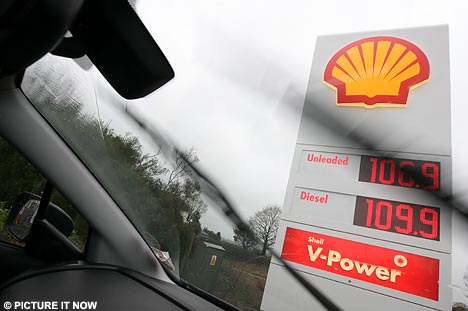 Unleaded 106.9
Diesel 109.9
Shell
V-Power
© PICTURE IT NOW